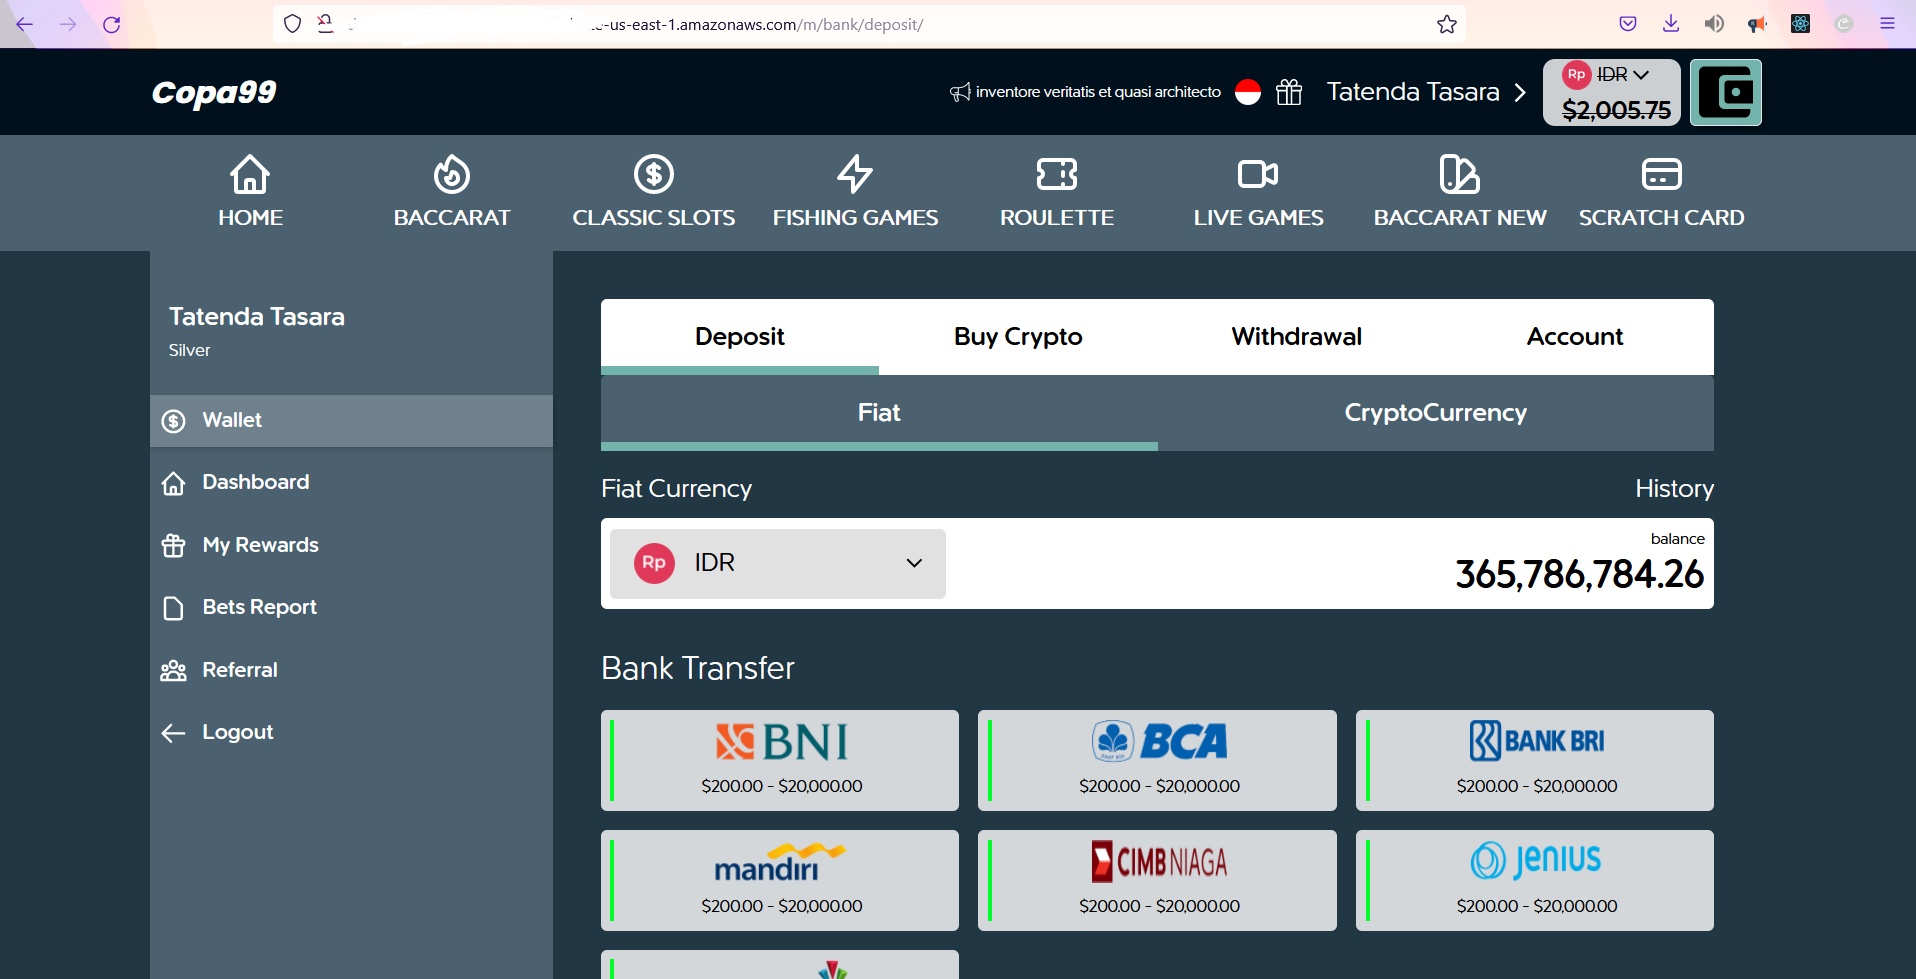 -us-east-1.amazonaws.com/m/bank/deposit/
Copa99
inventore veritatis et quasi architecto
Tatenda Tasara
Rp IDR
$2,005.75
HOME
BACCARAT
CLASSIC SLOTS
FISHING GAMES
ROULETTE
LIVE GAMES
BACCARAT NEW
SCRATCH CARD
Tatenda Tasara
Silver
Wallet
Dashboard
My Rewards
Bets Report
Referral
Logout
Deposit
Buy Crypto
Withdrawal
Account
Fiat
CryptoCurrency
Fiat Currency
History
Rp IDR
balance
365,786,784.26
Bank Transfer
BNI
$200.00 - $20,000.00
BCA
$200.00 - $20,000.00
BANK BRI
$200.00 - $20,000.00
mandiri
$200.00 - $20,000.00
CIMB NIAGA
$200.00 - $20,000.00
jenius
$200.00 - $20,000.00